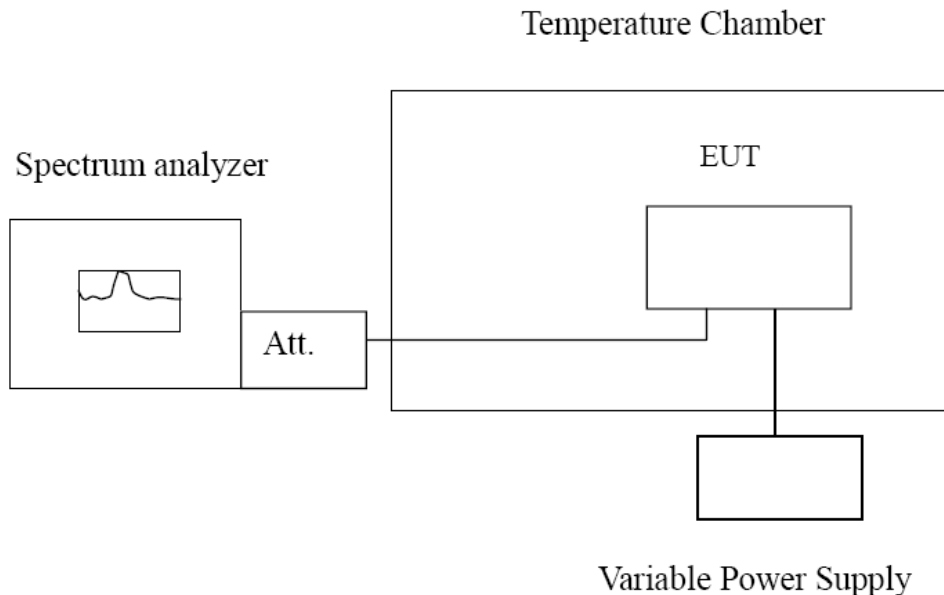 Temperature Chamber
Spectrum analyzer
EUT
Att.
Variable Power Supply